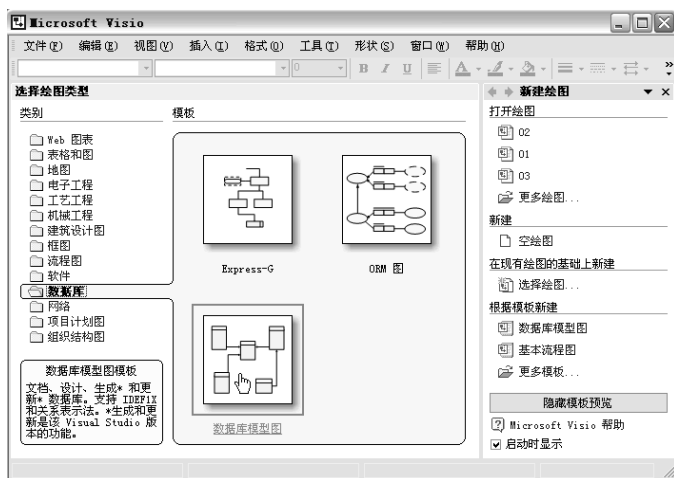 Microsoft Visio
文件(F) 编辑(E) 视图(V) 插入(I) 格式(O) 工具(T) 形状(S) 窗口(W) 帮助(H)
0 B I U A
选择绘图类型
类别
模板
Web 图表
表格和图
地图
电子工程
工艺工程
机械工程
建筑设计图
框图
流程图
软件
数据库
网络
项目计划图
组织结构图
数据库模型图模板
文档、设计、生成* 和更
新* 数据库。支持 IDEF1X
和关系表示法。*生成和更
新是该 Visual Studio 版
本的功能。
Express-G
ORM 图
数据库模型图
新建绘图
打开绘图
02
01
03
更多绘图...
新建
空绘图
在现有绘图的基础上新建
选择绘图...
根据模板新建
数据库模型图
基本流程图
更多模板...
隐藏模板预览
Microsoft Visio 帮助
启动时显示